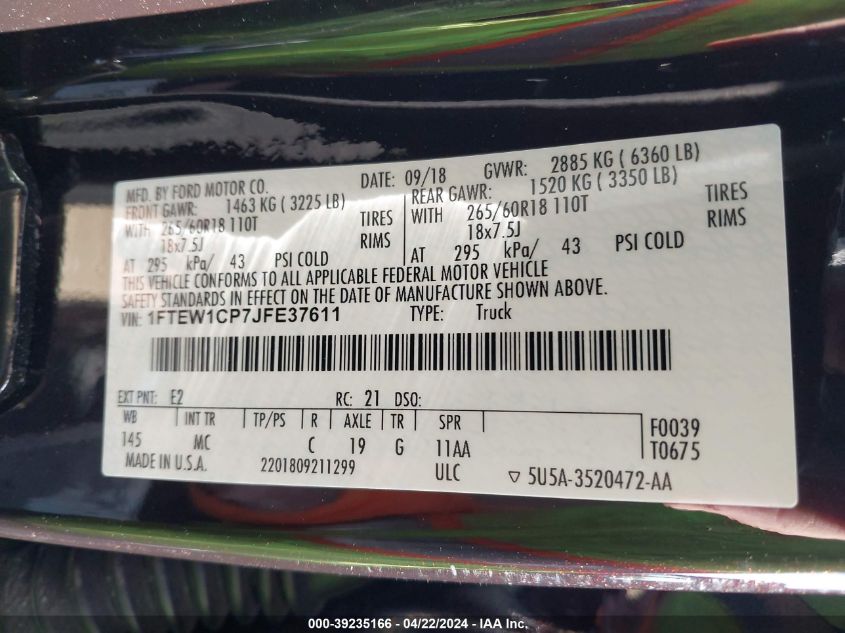 MFD. BY FORD MOTOR CO. DATE: 09/18 GVWR: 2885 KG ( 6360 LB)
FRONT GAWR: 1463 KG ( 3225 LB) REAR GAWR: 1520 KG ( 3350 LB)
WITH 265/60R18 110T TIRES WITH 265/60R18 110T TIRES
18x7.5J RIMS 18x7.5J RIMS
AT 295 kPa/ 43 PSI COLD AT 295 kPa/ 43 PSI COLD
THIS VEHICLE CONFORMS TO ALL APPLICABLE FEDERAL MOTOR VEHICLE
SAFETY STANDARDS IN EFFECT ON THE DATE OF MANUFACTURE SHOWN ABOVE.
VIN: 1FTEW1CP7JFE37611 TYPE: Truck
EXT PNT: E2 RC: 21 DSO:
WB INT TR TP/PS R AXLE TR SPR F0039
145 MC C 19 G 11AA T0675
MADE IN U.S.A. 2201809211299 ULC ▽ 5U5A-3520472-AA
000-39235166 - 04/22/2024 - IAA Inc.